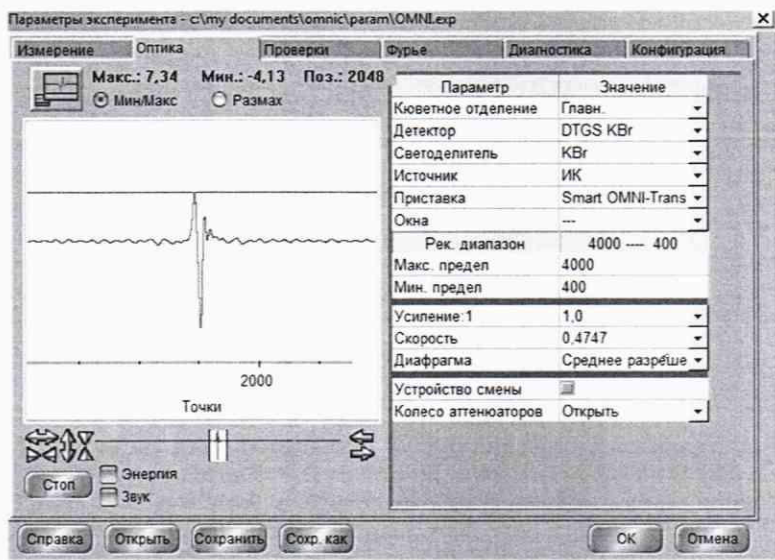 Параметры эксперимента - c:\my documents\omnic\param\OMNI.exp
Измерение Оптика Проверки Фурье Диагностика Конфигурация
Макс.: 7,34 Мин.: -4,13 Поз.: 2048
Мин/Макс Размах
2000
Точки
Стоп
Энергия
Звук
Параметр Значение
Кюветное отделение Главн.
Детектор DTGS KBr
Светоделитель KBr
Источник ИК
Приставка Smart OMNI-Trans
Окна ---
Рек. диапазон 4000 ---- 400
Макс. предел 4000
Мин. предел 400
Усиление:1 1,0
Скорость 0,4747
Диафрагма Среднее разреше
Устройство смены
Колесо аттенюаторов Открыть
Справка Открыть Сохранить Сохр. как OK Отмена